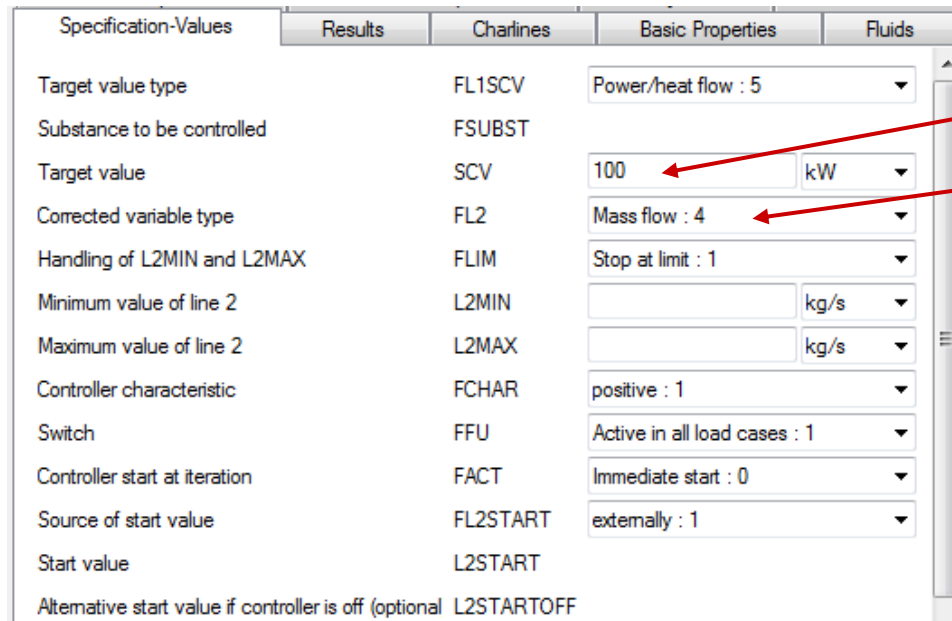 Specification-Values Results Charlines Basic Properties Fluids
Target value type FL1SCV Power/heat flow : 5
Substance to be controlled FSUBST
Target value SCV 100 kW
Corrected variable type FL2 Mass flow : 4
Handling of L2MIN and L2MAX FLIM Stop at limit : 1
Minimum value of line 2 L2MIN kg/s
Maximum value of line 2 L2MAX kg/s
Controller characteristic FCHAR positive : 1
Switch FFU Active in all load cases : 1
Controller start at iteration FACT Immediate start : 0
Source of start value FL2START externally : 1
Start value L2START
Alternative start value if controller is off (optional L2STARTOFF